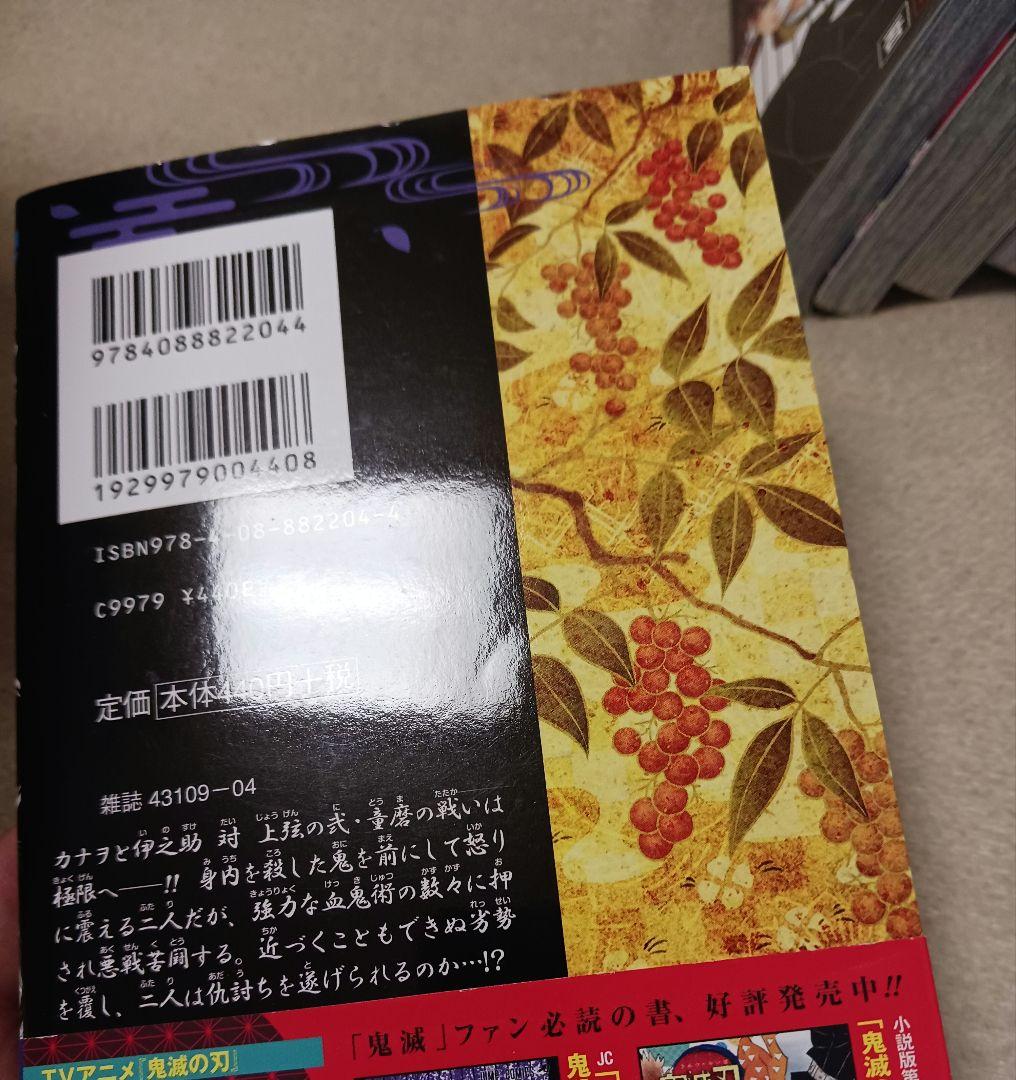 9784088822044
1929979004408
ISBN978-4-08-882204-4
C9979 ¥440E
定価 本体440円+税
雑誌 43109-04
カナヲと伊之助 対 上弦の弐・童磨の戦いは
極限へ──!! 身内を殺した鬼を前にして怒り
に震える二人だが、強力な血鬼術の数々に押
され悪戦苦闘する。近づくこともできぬ劣勢
を覆し、二人は仇討ちを遂げられるのか…!?
「鬼滅」ファン必読の書、好評発売中!!
TVアニメ『鬼滅の刃』
JC
「鬼滅
小説版第